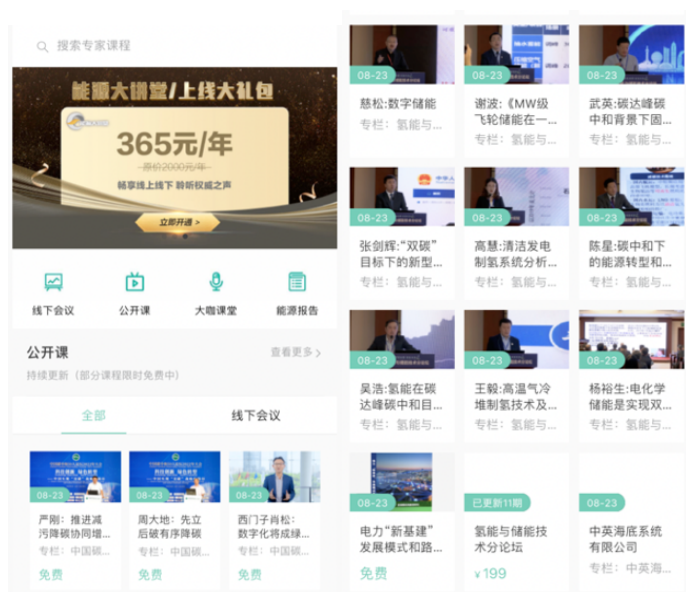 搜索专家课程
能源大讲堂/上线大礼包
365元/年
原价2000元/年
畅享线上线下 聆听权威之声
立即开通 >
线下会议
公开课
大咖课堂
能源报告
公开课
查看更多 >
持续更新（部分课程限时免费中）
全部
线下会议
08-23
严刚：推进减
污降碳协同增...
专栏：中国碳...
免费
08-23
周大地：先立
后破有序降碳
专栏：中国碳...
免费
08-23
西门子肖松：
数字化将成绿...
专栏：中国碳...
免费
08-23
慈松:数字储能
专栏：氢能与...
08-23
谢波:《MW级
飞轮储能在一...
专栏：氢能与...
08-23
武英:碳达峰碳
中和背景下固...
专栏：氢能与...
08-23
张剑辉:“双碳”
目标下的新型...
专栏：氢能与...
08-23
高慧:清洁发电
制氢系统分析...
专栏：氢能与...
08-23
陈星:碳中和下
的能源转型和...
专栏：氢能与...
08-23
吴浩:氢能在碳
达峰碳中和目...
专栏：氢能与...
08-23
王毅:高温气冷
堆制氢技术及...
专栏：氢能与...
08-23
杨裕生:电化学
储能是实现双...
专栏：氢能与...
08-23
电力“新基建”
发展模式和路...
免费
已更新11期
氢能与储能技
术分论坛
¥199
08-23
中英海底系统
有限公司
专栏：中英海...